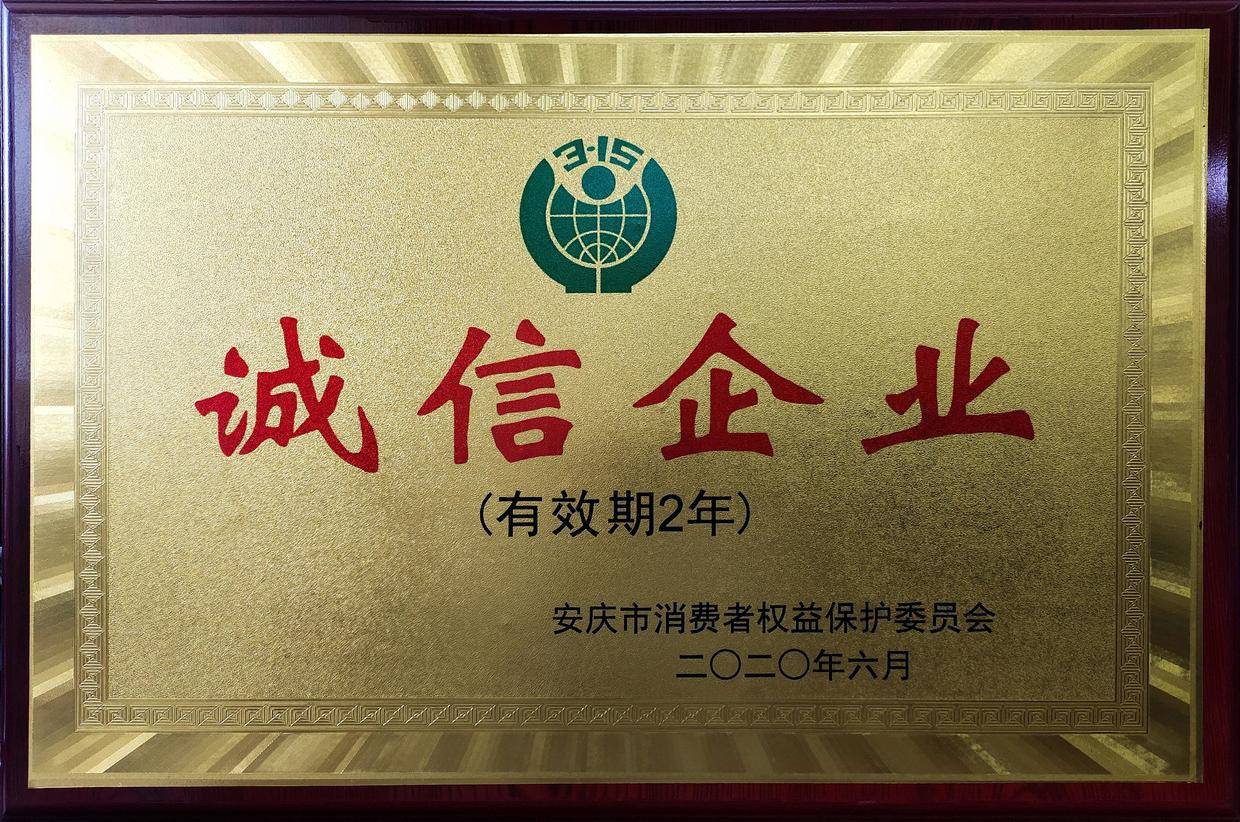 3·15
诚信企业
(有效期2年)
安庆市消费者权益保护委员会
二〇二〇年六月